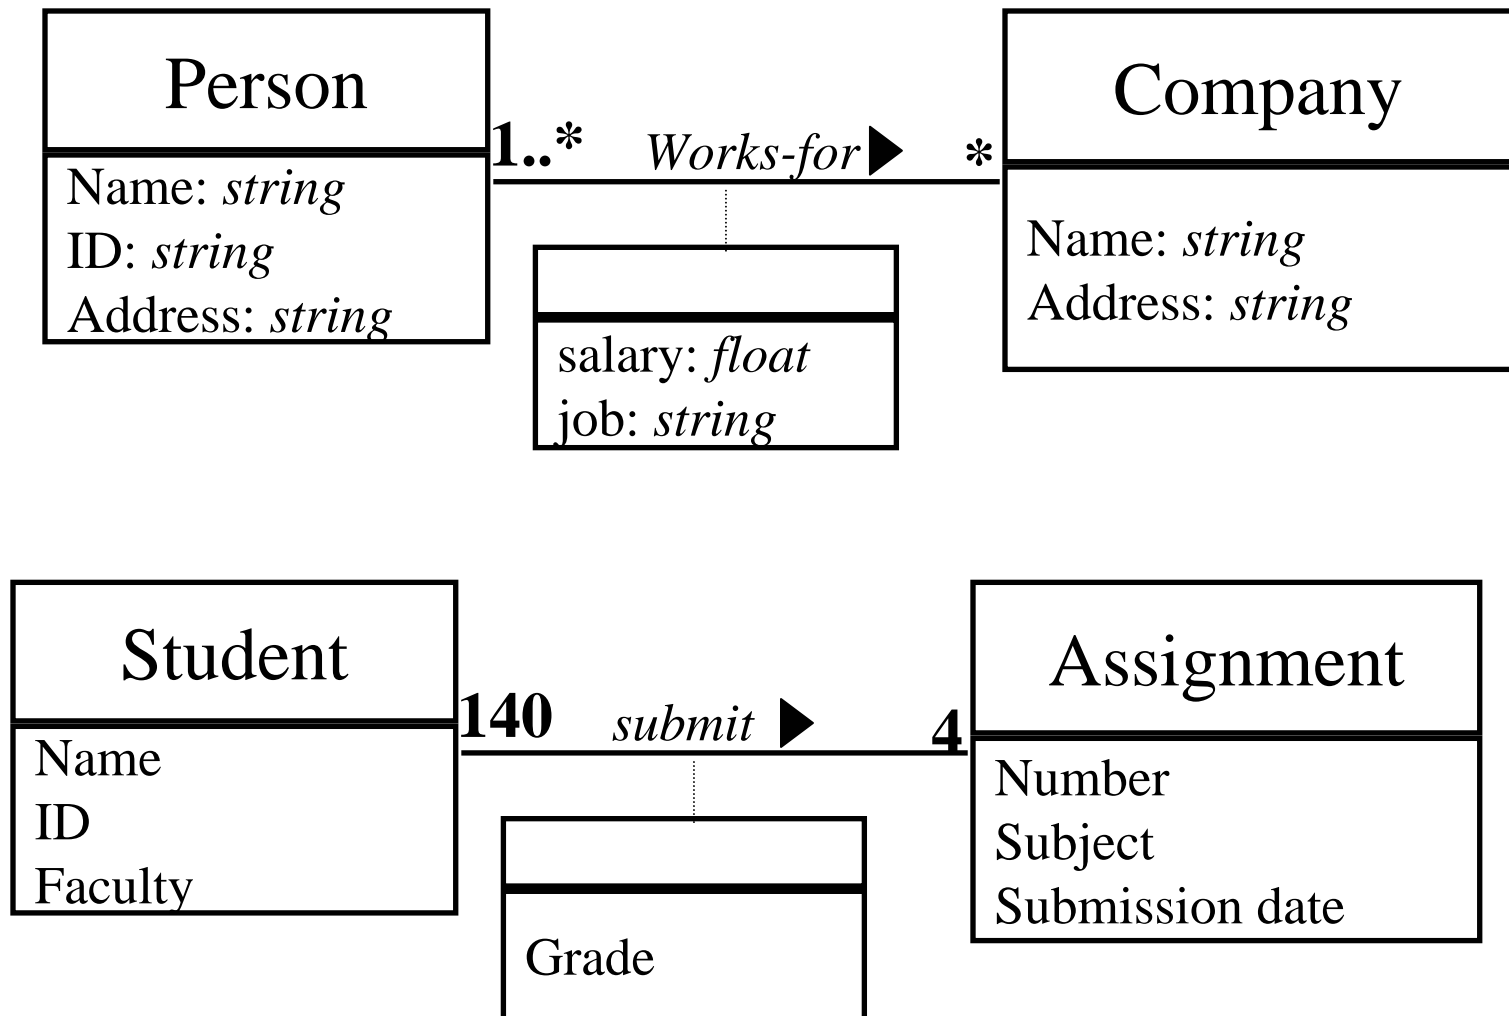 Person
Company
1..*
Works-for
*
Name: string
ID: string
Address: string
Name: string
Address: string
salary: float
job: string
Student
Assignment
140
submit
4
Name
ID
Faculty
Number
Subject
Submission date
Grade